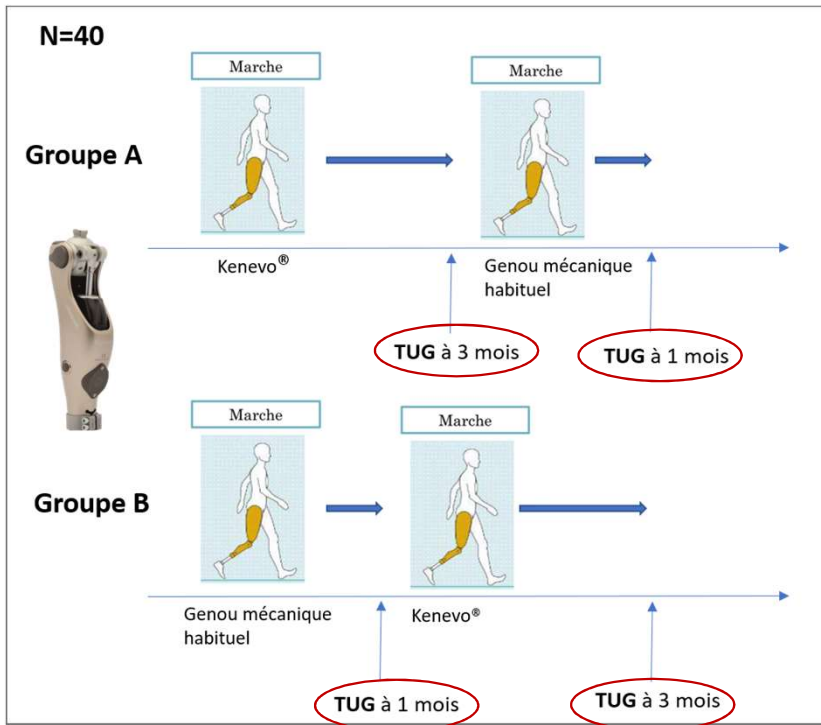 N=40
Marche
Marche
Groupe A
Kenevo®
Genou mécanique
habituel
TUG à 3 mois
TUG à 1 mois
Marche
Marche
Groupe B
Genou mécanique
habituel
Kenevo®
TUG à 1 mois
TUG à 3 mois